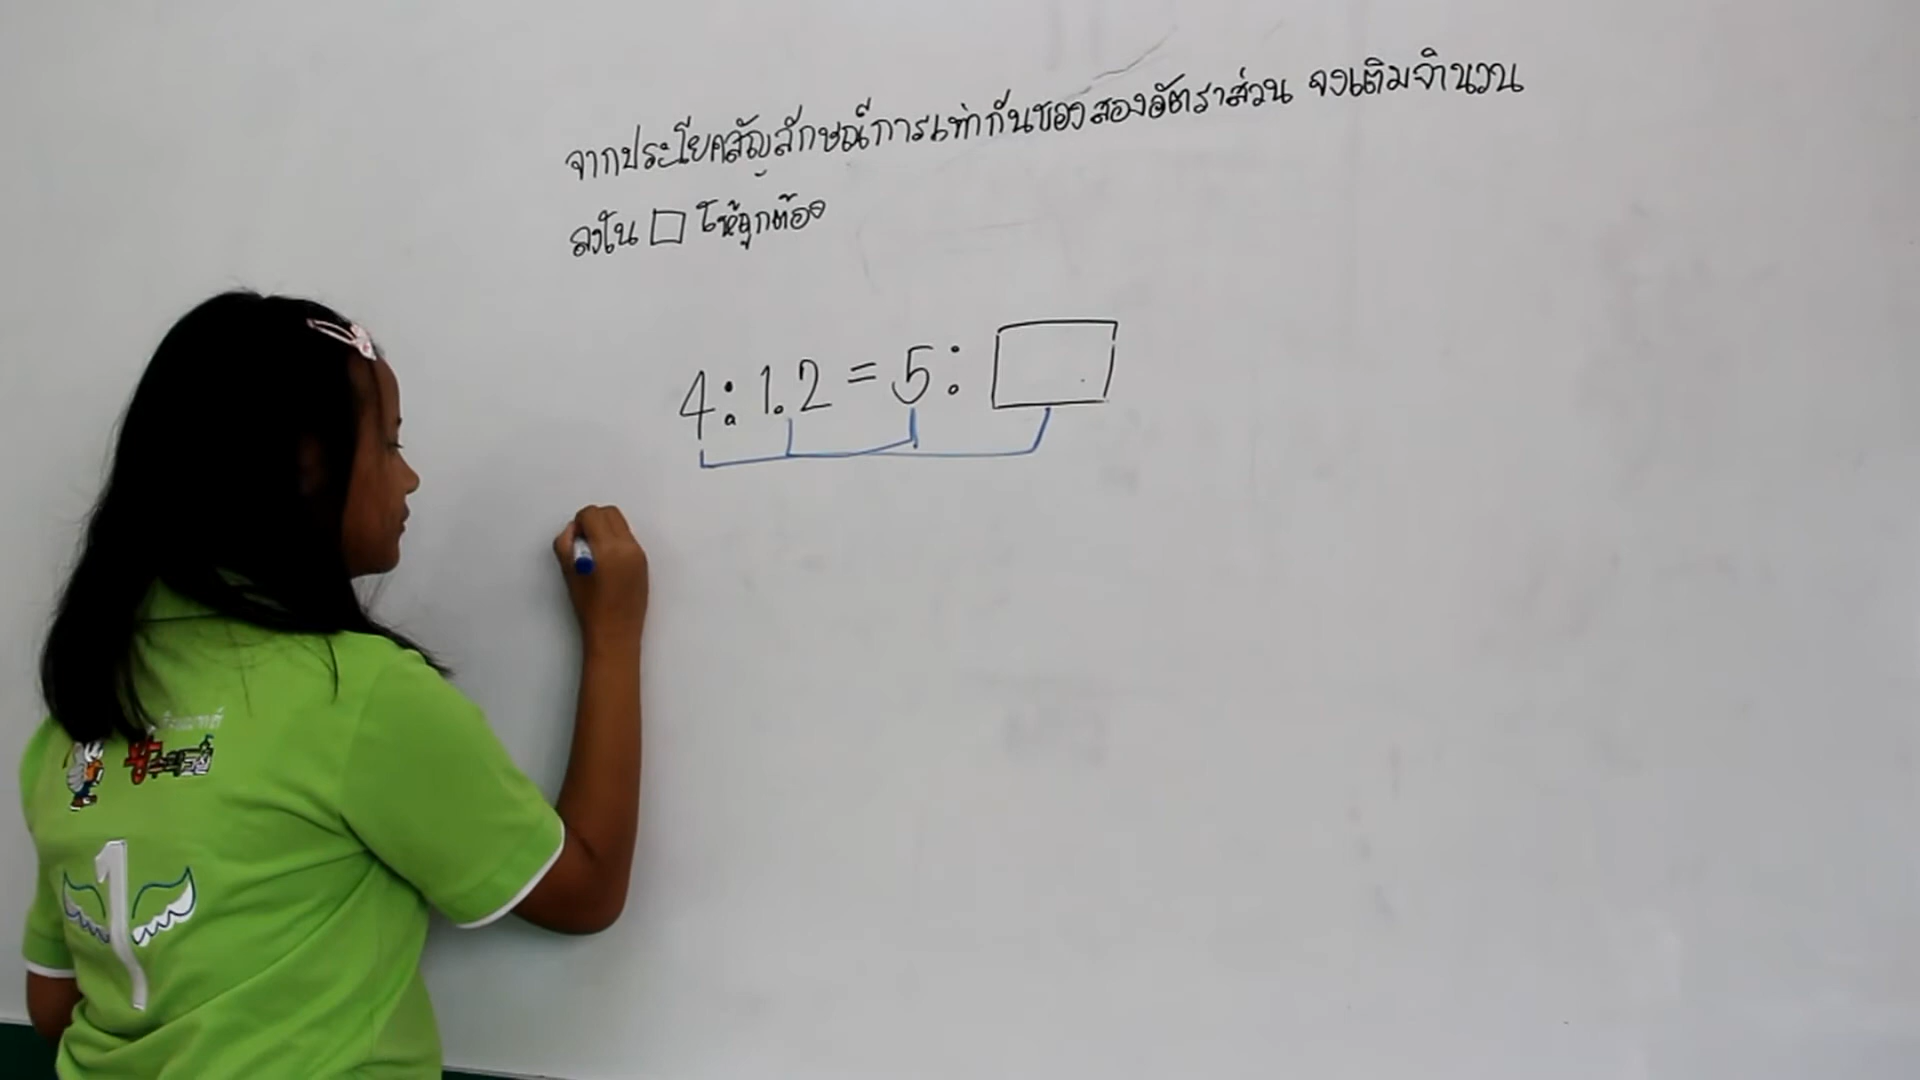 จากประโยคสัญลักษณ์การเท่ากันของสองอัตราส่วน จงเติมจำนวน
ลงใน □ ให้ถูกต้อง
4 : 1.2 = 5 : □
1